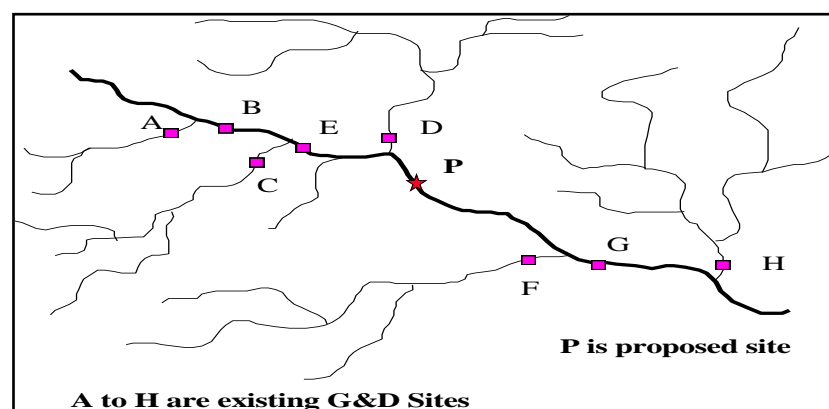 B
A
E
D
P
C
G
H
F
P is proposed site
A to H are existing G&D Sites